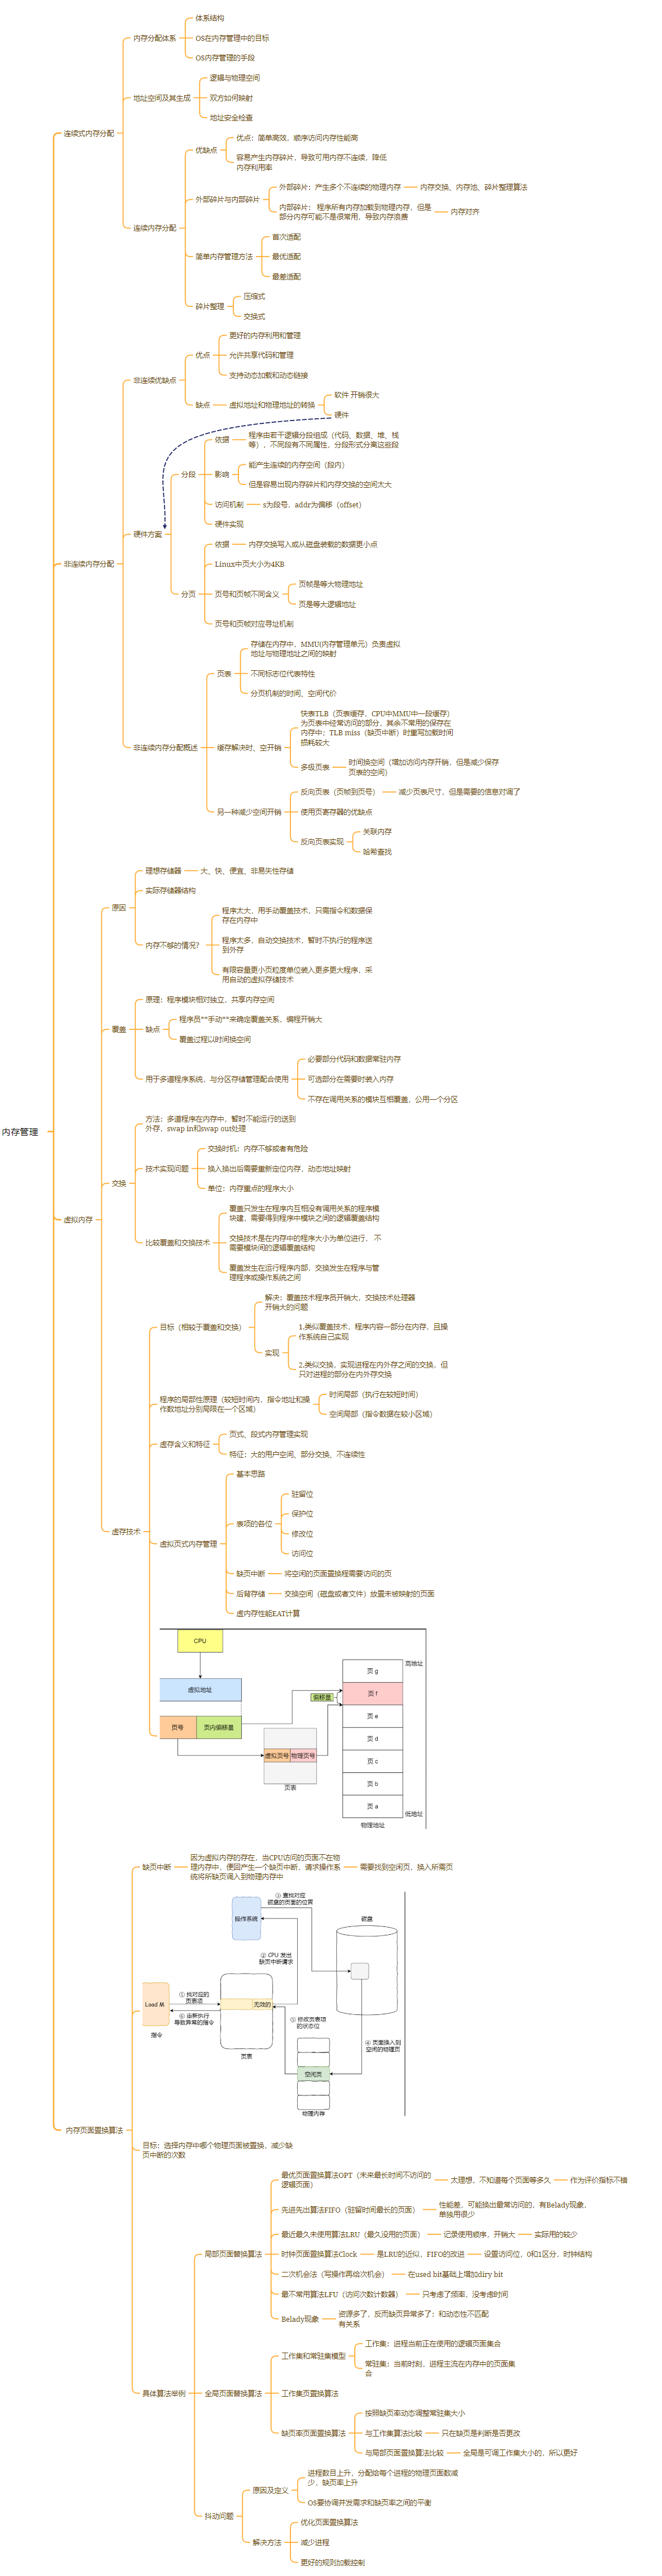 体系结构
内存分配体系
OS在内存管理中的目标
OS内存管理的手段
逻辑与物理空间
地址空间及其生成
双方如何映射
地址安全检查
连续式内存分配
优点：简单高效，顺序访问内存性能高
优缺点
容易产生内存碎片，导致可用内存不连续，降低
内存利用率
外部碎片：产生多个不连续的物理内存
内存交换、内存池、碎片整理算法
外部碎片与内部碎片
内部碎片： 程序所有内存加载到物理内存，但是
部分内存可能不是很常用，导致内存浪费
内存对齐
连续内存分配
首次适配
简单内存管理方法
最优适配
最差适配
压缩式
碎片整理
交换式
更好的内存利用和管理
优点
允许共享代码和管理
支持动态加载和动态链接
非连续优缺点
软件 开销很大
缺点
虚拟地址和物理地址的转换
硬件
依据
程序由若干逻辑分段组成（代码、数据、堆、栈
等），不同段有不同属性，分段形式分离这些段
能产生连续的内存空间（段内）
分段
影响
但是容易出现内存碎片和内存交换的空间太大
访问机制
s为段号，addr为偏移（offset）
硬件实现
硬件方案
依据
内存交换写入或从磁盘装载的数据更小点
非连续内存分配
Linux中页大小为4KB
页帧是等大物理地址
分页
页号和页帧不同含义
页是等大逻辑地址
页号和页帧对应寻址机制
存储在内存中，MMU(内存管理单元）负责虚拟
地址与物理地址之间的映射
页表
不同标志位代表特性
分页机制的时间、空间代价
快表TLB（页表缓存，CPU中MMU中一段缓存）
为页表中经常访问的部分，其余不常用的保存在
内存中；TLB miss（缺页中断）时重写加载时间
损耗较大
非连续内存分配概述
缓存解决时、空开销
多级页表
时间换空间（增加访问内存开销，但是减少保存
页表的空间）
反向页表（页帧到页号）
减少页表尺寸，但是需要的信息对调了
另一种减少空间开销
使用页寄存器的优缺点
关联内存
反向页表实现
哈希查找
理想存储器
大、快、便宜、非易失性存储
实际存储器结构
原因
程序太大，用手动覆盖技术，只需指令和数据保
存在内存中
内存不够的情况？
程序太多，自动交换技术，暂时不执行的程序送
到外存
有限容量更小页粒度单位装入更多更大程序，采
用自动的虚拟存储技术
原理：程序模块相对独立，共享内存空间
程序员**手动**来确定覆盖关系，编程开销大
覆盖
缺点
覆盖过程以时间换空间
必要部分代码和数据常驻内存
用于多道程序系统，与分区存储管理配合使用
可选部分在需要时装入内存
不存在调用关系的模块互相覆盖，公用一个分区
内存管理
方法：多道程序在内存中，暂时不能运行的送到
外存，swap in和swap out处理
交换时机：内存不够或者有危险
技术实现问题
换入换出后需要重新定位内存，动态地址映射
交换
单位：内存重点的程序大小
虚拟内存
覆盖只发生在程序内互相没有调用关系的程序模
块建，需要得到程序中模块之间的逻辑覆盖结构
比较覆盖和交换技术
交换技术是在内存中的程序大小为单位进行， 不
需要模块间的逻辑覆盖结构
覆盖发生在运行程序内部，交换发生在程序与管
理程序或操作系统之间
解决：覆盖技术程序员开销大，交换技术处理器
开销大的问题
目标（相较于覆盖和交换）
1.类似覆盖技术，程序内容一部分在内存，且操
作系统自己实现
实现
2.类似交换，实现进程在内外存之间的交换，但
只对进程的部分在内外存交换
时间局部（执行在较短时间）
程序的局部性原理（较短时间内，指令地址和操
作数地址分别局限在一个区域）
空间局部（指令数据在较小区域）
页式、段式内存管理实现
虚存含义和特征
特征：大的用户空间、部分交换、不连续性
基本思路
驻留位
表项的各位
保护位
修改位
访问位
虚存技术
虚拟页式内存管理
缺页中断
将空闲的页面置换程需要访问的页
后背存储
交换空间（磁盘或者文件）放置未被映射的页面
虚内存性能EAT计算
CPU
虚拟地址
页号
页内偏移量
偏移量
虚拟页号
物理页号
页表
高地址
页 g
页 f
页 e
页 d
页 c
页 b
页 a
低地址
物理地址
缺页中断
因为虚拟内存的存在，当CPU访问的页面不在物
理内存中，便回产生一个缺页中断，请求操作系
统将所缺页调入到物理内存中
需要找到空闲页，换入所需页
③ 查找对应
磁盘的页面的位置
操作系统
磁盘
② CPU 发出
缺页中断请求
① 找对应的
页表项
Load M
无效的
⑥ 重新执行
导致异常的指令
指令
页表
⑤ 修改页表项
的状态位
④ 页面换入到
空闲的物理页
空闲页
物理内存
内存页面置换算法
目标：选择内存中哪个物理页面被置换，减少缺
页中断的次数
最优页面置换算法OPT（未来最长时间不访问的
逻辑页面）
太理想，不知道每个页面等多久
作为评价指标不错
先进先出算法FIFO（驻留时间最长的页面）
性能差，可能换出最常访问的，有Belady现象，
单独用很少
最近最久未使用算法LRU（最久没用的页面）
记录使用顺序，开销大
实际用的较少
局部页面替换算法
时钟页面置换算法Clock
是LRU的近似，FIFO的改进
设置访问位，0和1区分，时钟结构
二次机会法（写操作再给次机会）
在used bit基础上增加diry bit
最不常用算法LFU（访问次数计数器）
只考虑了频率，没考虑时间
Belady现象
资源多了，反而缺页异常多了；和动态性不匹配
有关系
工作集：进程当前正在使用的逻辑页面集合
工作集和常驻集模型
常驻集：当前时刻，进程主流在内存中的页面集
合
具体算法举例
全局页面替换算法
工作集页置换算法
按照缺页率动态调整常驻集大小
缺页率页面置换算法
与工作集算法比较
只在缺页是判断是否更改
与局部页面置换算法比较
全局是可调工作集大小的，所以更好
进程数目上升，分配给每个进程的物理页面数减
少，缺页率上升
原因及定义
OS要协调并发需求和缺页率之间的平衡
抖动问题
优化页面置换算法
解决方法
减少进程
更好的规则加载控制